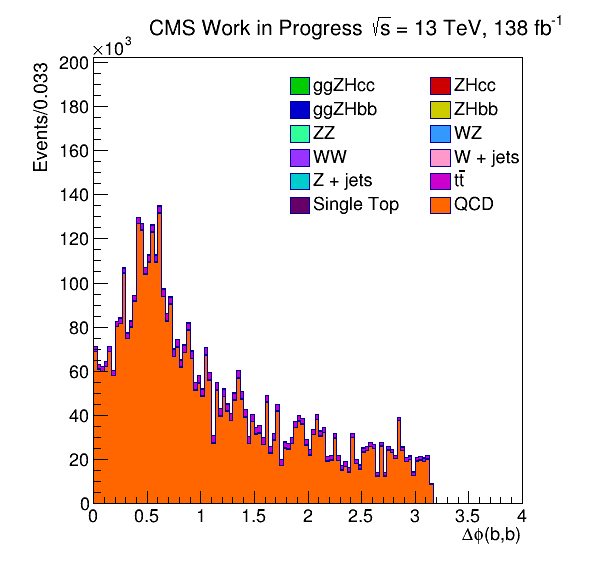 CMS Work in Progress √s = 13 TeV, 138 fb⁻¹
×10³
Events/0.033
200
180
160
140
120
100
80
60
40
20
0
ggZHcc ZHcc
ggZHbb ZHbb
ZZ WZ
WW W + jets
Z + jets tt̄
Single Top QCD
0 0.5 1 1.5 2 2.5 3 3.5 4
Δϕ(b,b)